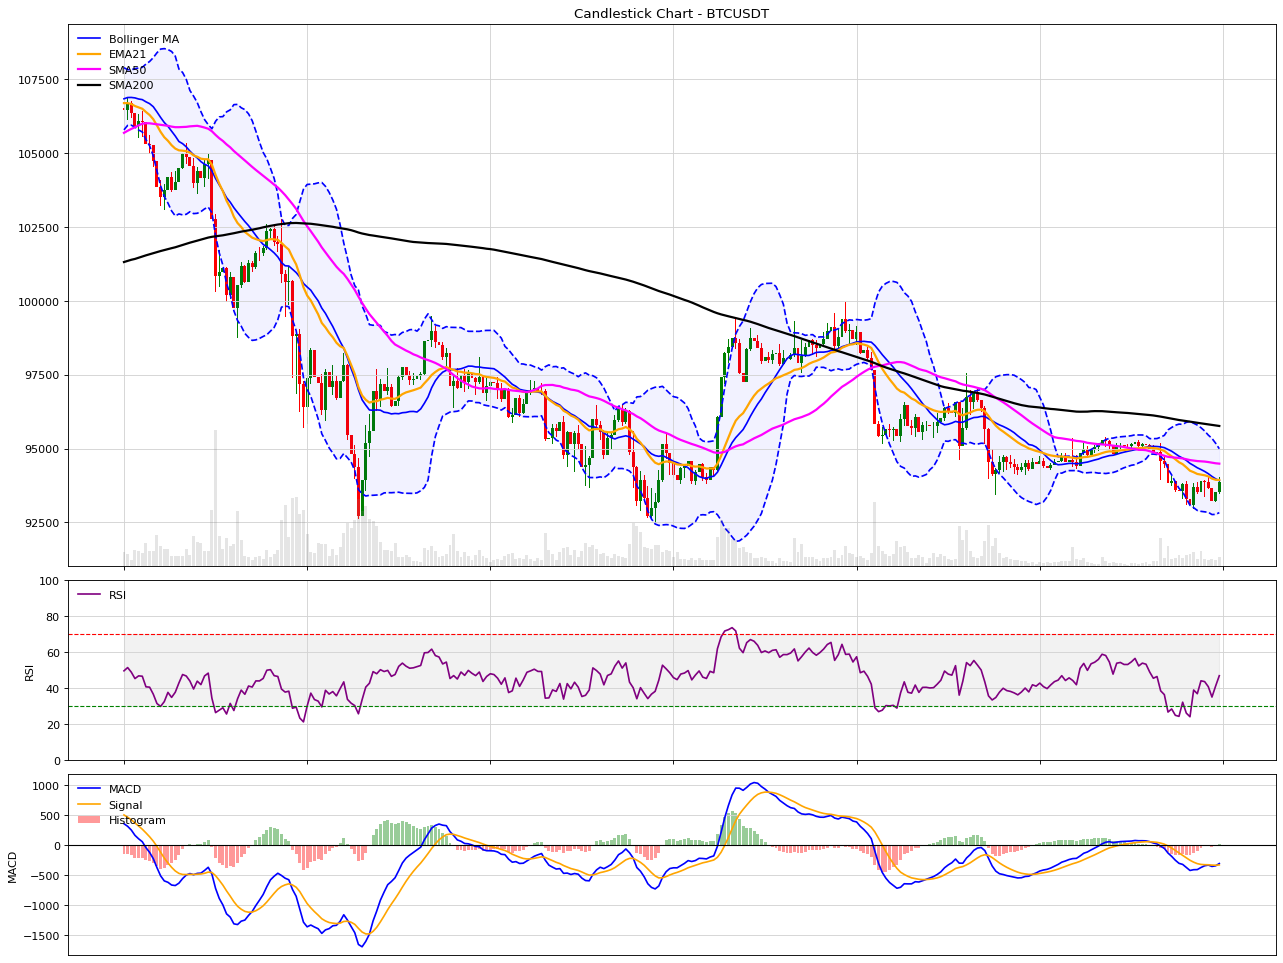 Candlestick Chart - BTCUSDT
Bollinger MA
EMA21
SMA50
SMA200
107500
105000
102500
100000
97500
95000
92500
RSI
100
80
60
40
20
0
RSI
MACD
Signal
Histogram
1000
500
0
−500
−1000
−1500
MACD